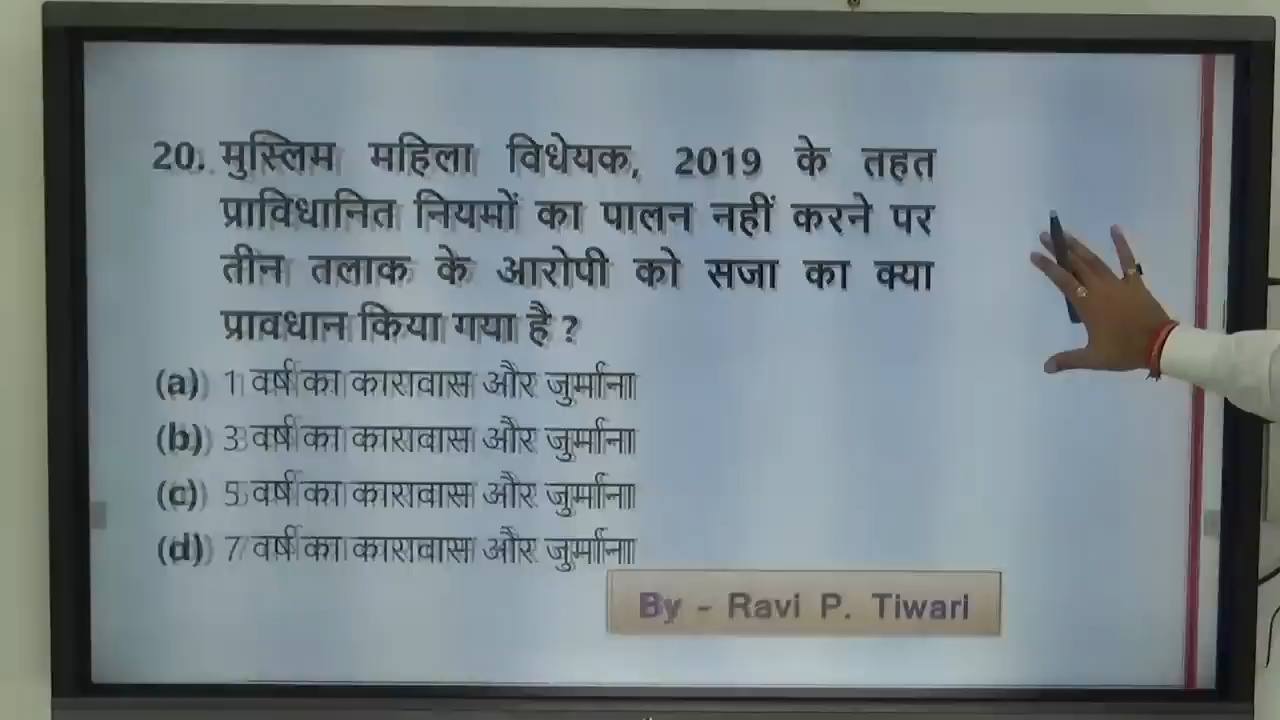 20. मुस्लिम महिला विधेयक, 2019 के तहत
प्राविधानित नियमों का पालन नहीं करने पर
तीन तलाक के आरोपी को सजा का क्या
प्रावधान किया गया है ?
(a) 1 वर्ष का कारावास और जुर्माना
(b) 3 वर्ष का कारावास और जुर्माना
(c) 5 वर्ष का कारावास और जुर्माना
(d) 7 वर्ष का कारावास और जुर्माना
By - Ravi P. Tiwari